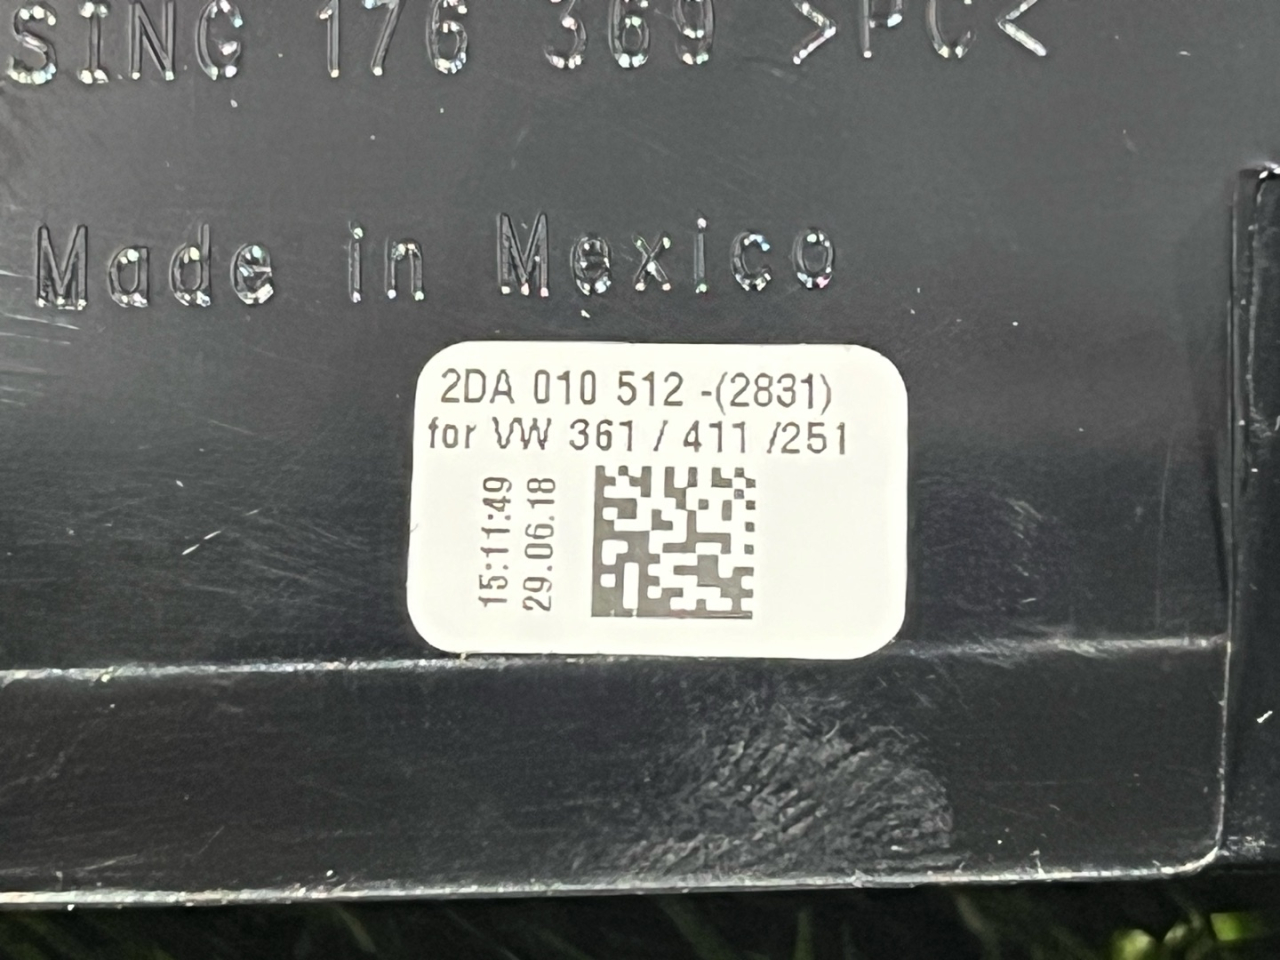 SING 176 369 >PC<
Made in Mexico
2DA 010 512 -(2831)
for VW 361 / 411 /251
15:11:49
29.06.18